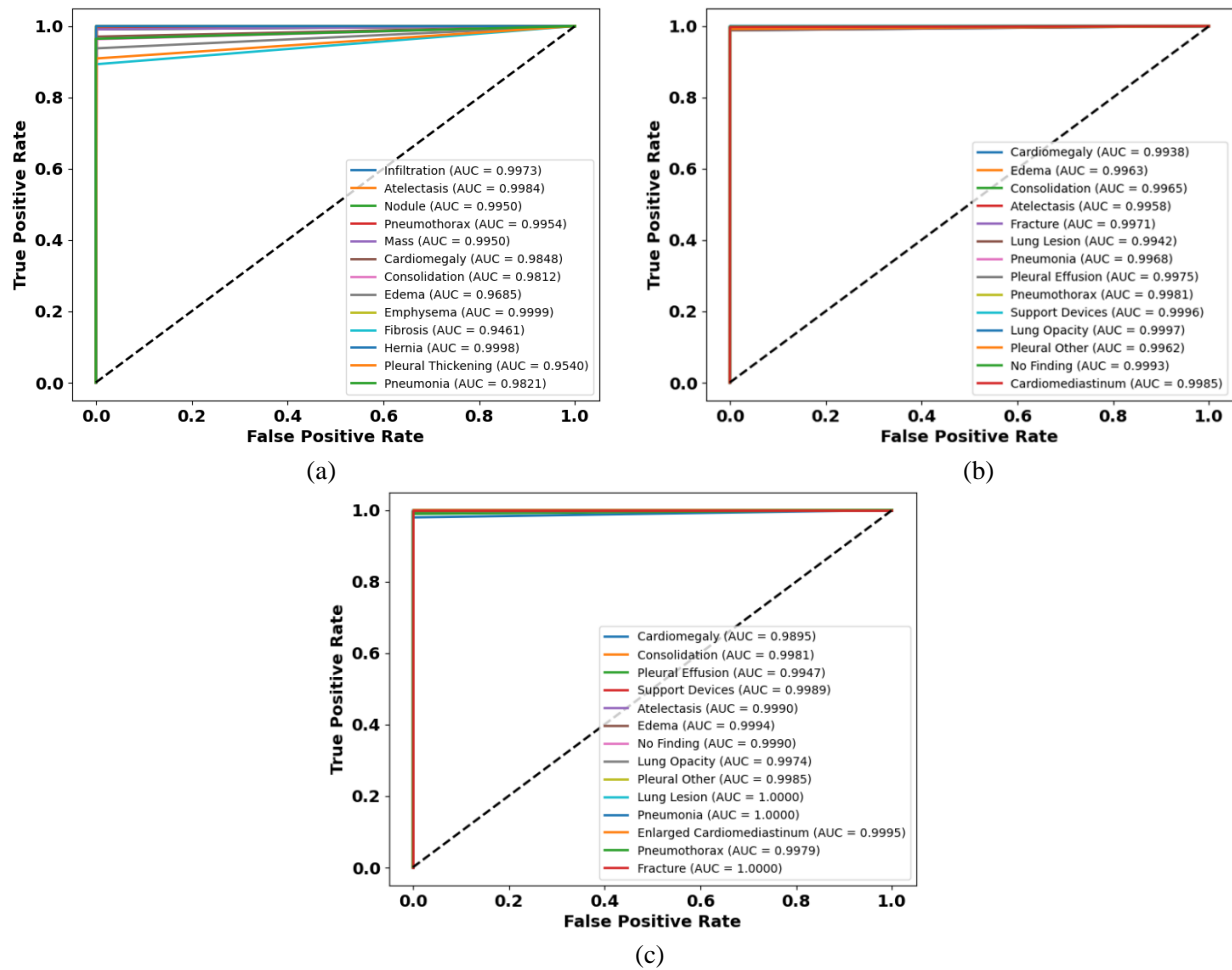 1.0
0.8
0.6
0.4
0.2
0.0
True Positive Rate
Infiltration (AUC = 0.9973)
Atelectasis (AUC = 0.9984)
Nodule (AUC = 0.9950)
Pneumothorax (AUC = 0.9954)
Mass (AUC = 0.9950)
Cardiomegaly (AUC = 0.9848)
Consolidation (AUC = 0.9812)
Edema (AUC = 0.9685)
Emphysema (AUC = 0.9999)
Fibrosis (AUC = 0.9461)
Hernia (AUC = 0.9998)
Pleural Thickening (AUC = 0.9540)
Pneumonia (AUC = 0.9821)
0.0 0.2 0.4 0.6 0.8 1.0
False Positive Rate
(a)
1.0
0.8
0.6
0.4
0.2
0.0
True Positive Rate
Cardiomegaly (AUC = 0.9938)
Edema (AUC = 0.9963)
Consolidation (AUC = 0.9965)
Atelectasis (AUC = 0.9958)
Fracture (AUC = 0.9971)
Lung Lesion (AUC = 0.9942)
Pneumonia (AUC = 0.9968)
Pleural Effusion (AUC = 0.9975)
Pneumothorax (AUC = 0.9981)
Support Devices (AUC = 0.9996)
Lung Opacity (AUC = 0.9997)
Pleural Other (AUC = 0.9962)
No Finding (AUC = 0.9993)
Cardiomediastinum (AUC = 0.9985)
0.0 0.2 0.4 0.6 0.8 1.0
False Positive Rate
(b)
1.0
0.8
0.6
0.4
0.2
0.0
True Positive Rate
Cardiomegaly (AUC = 0.9895)
Consolidation (AUC = 0.9981)
Pleural Effusion (AUC = 0.9947)
Support Devices (AUC = 0.9989)
Atelectasis (AUC = 0.9990)
Edema (AUC = 0.9994)
No Finding (AUC = 0.9990)
Lung Opacity (AUC = 0.9974)
Pleural Other (AUC = 0.9985)
Lung Lesion (AUC = 1.0000)
Pneumonia (AUC = 1.0000)
Enlarged Cardiomediastinum (AUC = 0.9995)
Pneumothorax (AUC = 0.9979)
Fracture (AUC = 1.0000)
0.0 0.2 0.4 0.6 0.8 1.0
False Positive Rate
(c)